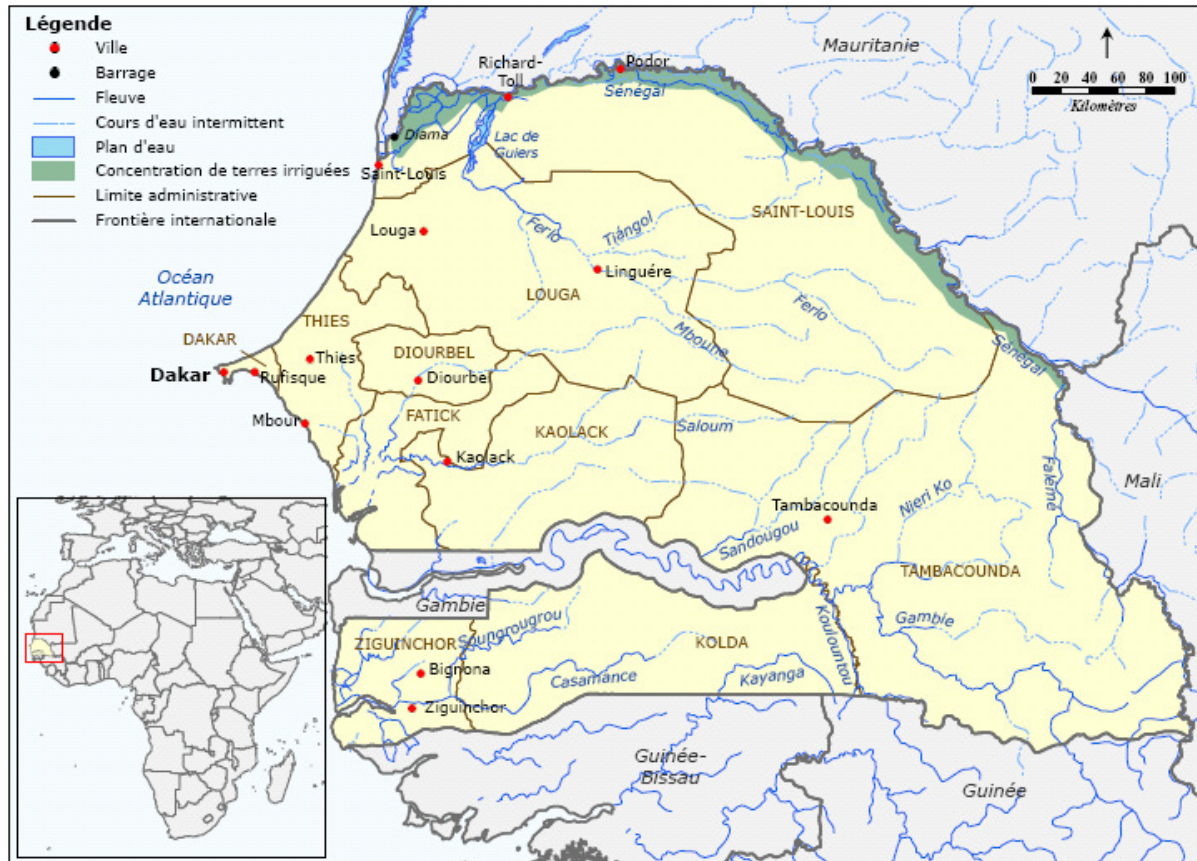 Légende
Ville
Barrage
Fleuve
Cours d'eau intermittent
Plan d'eau
Concentration de terres irriguées
Limite administrative
Frontière internationale
Mauritanie
0 20 40 60 80 100
Kilomètres
Richard-
Toll
Podor
Sénégal
Diama
Lac de
Guiers
Saint-Louis
SAINT-LOUIS
Louga
Ferlo
Tiángol
Linguére
Océan
Atlantique
LOUGA
Ferlo
THIES
DAKAR
Mboune
Sénégal
DIOURBEL
Thies
Dakar
Rufisque
Diourbel
FATICK
Mbour
KAOLACK
Saloum
Kaolack
Falémé
Mali
Tambacounda
Nieri Ko
Sandougou
TAMBACOUNDA
Gambie
Gambie
Koulountou
ZIGUINCHOR
Soungrougrou
KOLDA
Bignona
Casamance
Kayanga
Ziguinchor
Guinée-
Bissau
Guinée